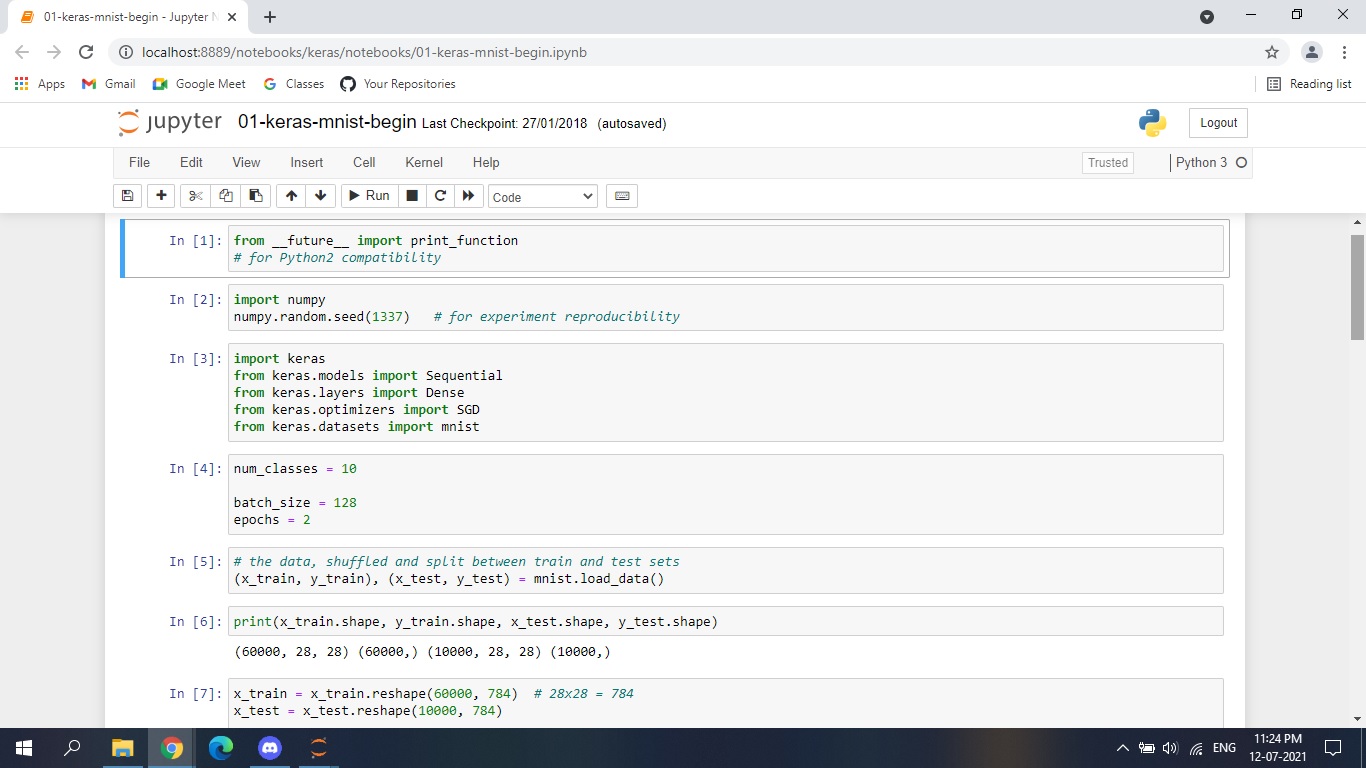 01-keras-mnist-begin - Jupyter N
localhost:8889/notebooks/keras/notebooks/01-keras-mnist-begin.ipynb
Apps Gmail Google Meet Classes Your Repositories Reading list
jupyter 01-keras-mnist-begin Last Checkpoint: 27/01/2018 (autosaved) Logout
File Edit View Insert Cell Kernel Help Trusted Python 3
Run Code
In [1]: from __future__ import print_function
# for Python2 compatibility
In [2]: import numpy
numpy.random.seed(1337) # for experiment reproducibility
In [3]: import keras
from keras.models import Sequential
from keras.layers import Dense
from keras.optimizers import SGD
from keras.datasets import mnist
In [4]: num_classes = 10
batch_size = 128
epochs = 2
In [5]: # the data, shuffled and split between train and test sets
(x_train, y_train), (x_test, y_test) = mnist.load_data()
In [6]: print(x_train.shape, y_train.shape, x_test.shape, y_test.shape)
(60000, 28, 28) (60000,) (10000, 28, 28) (10000,)
In [7]: x_train = x_train.reshape(60000, 784) # 28x28 = 784
x_test = x_test.reshape(10000, 784)
ENG 11:24 PM
12-07-2021